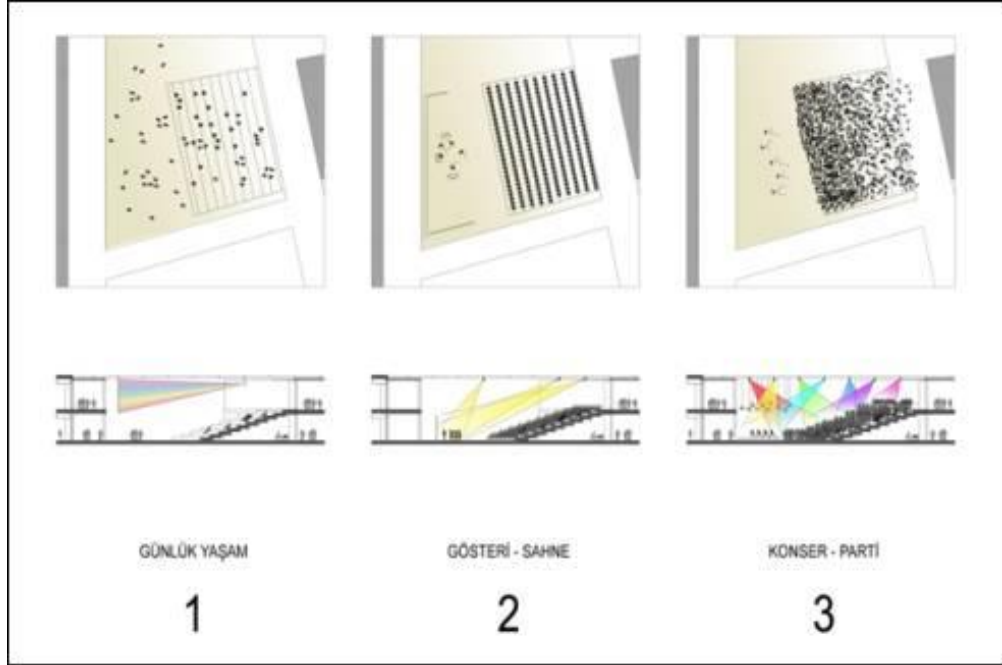 GÜNLÜK YAŞAM
GÖSTERİ - SAHNE
KONSER - PARTİ
1
2
3